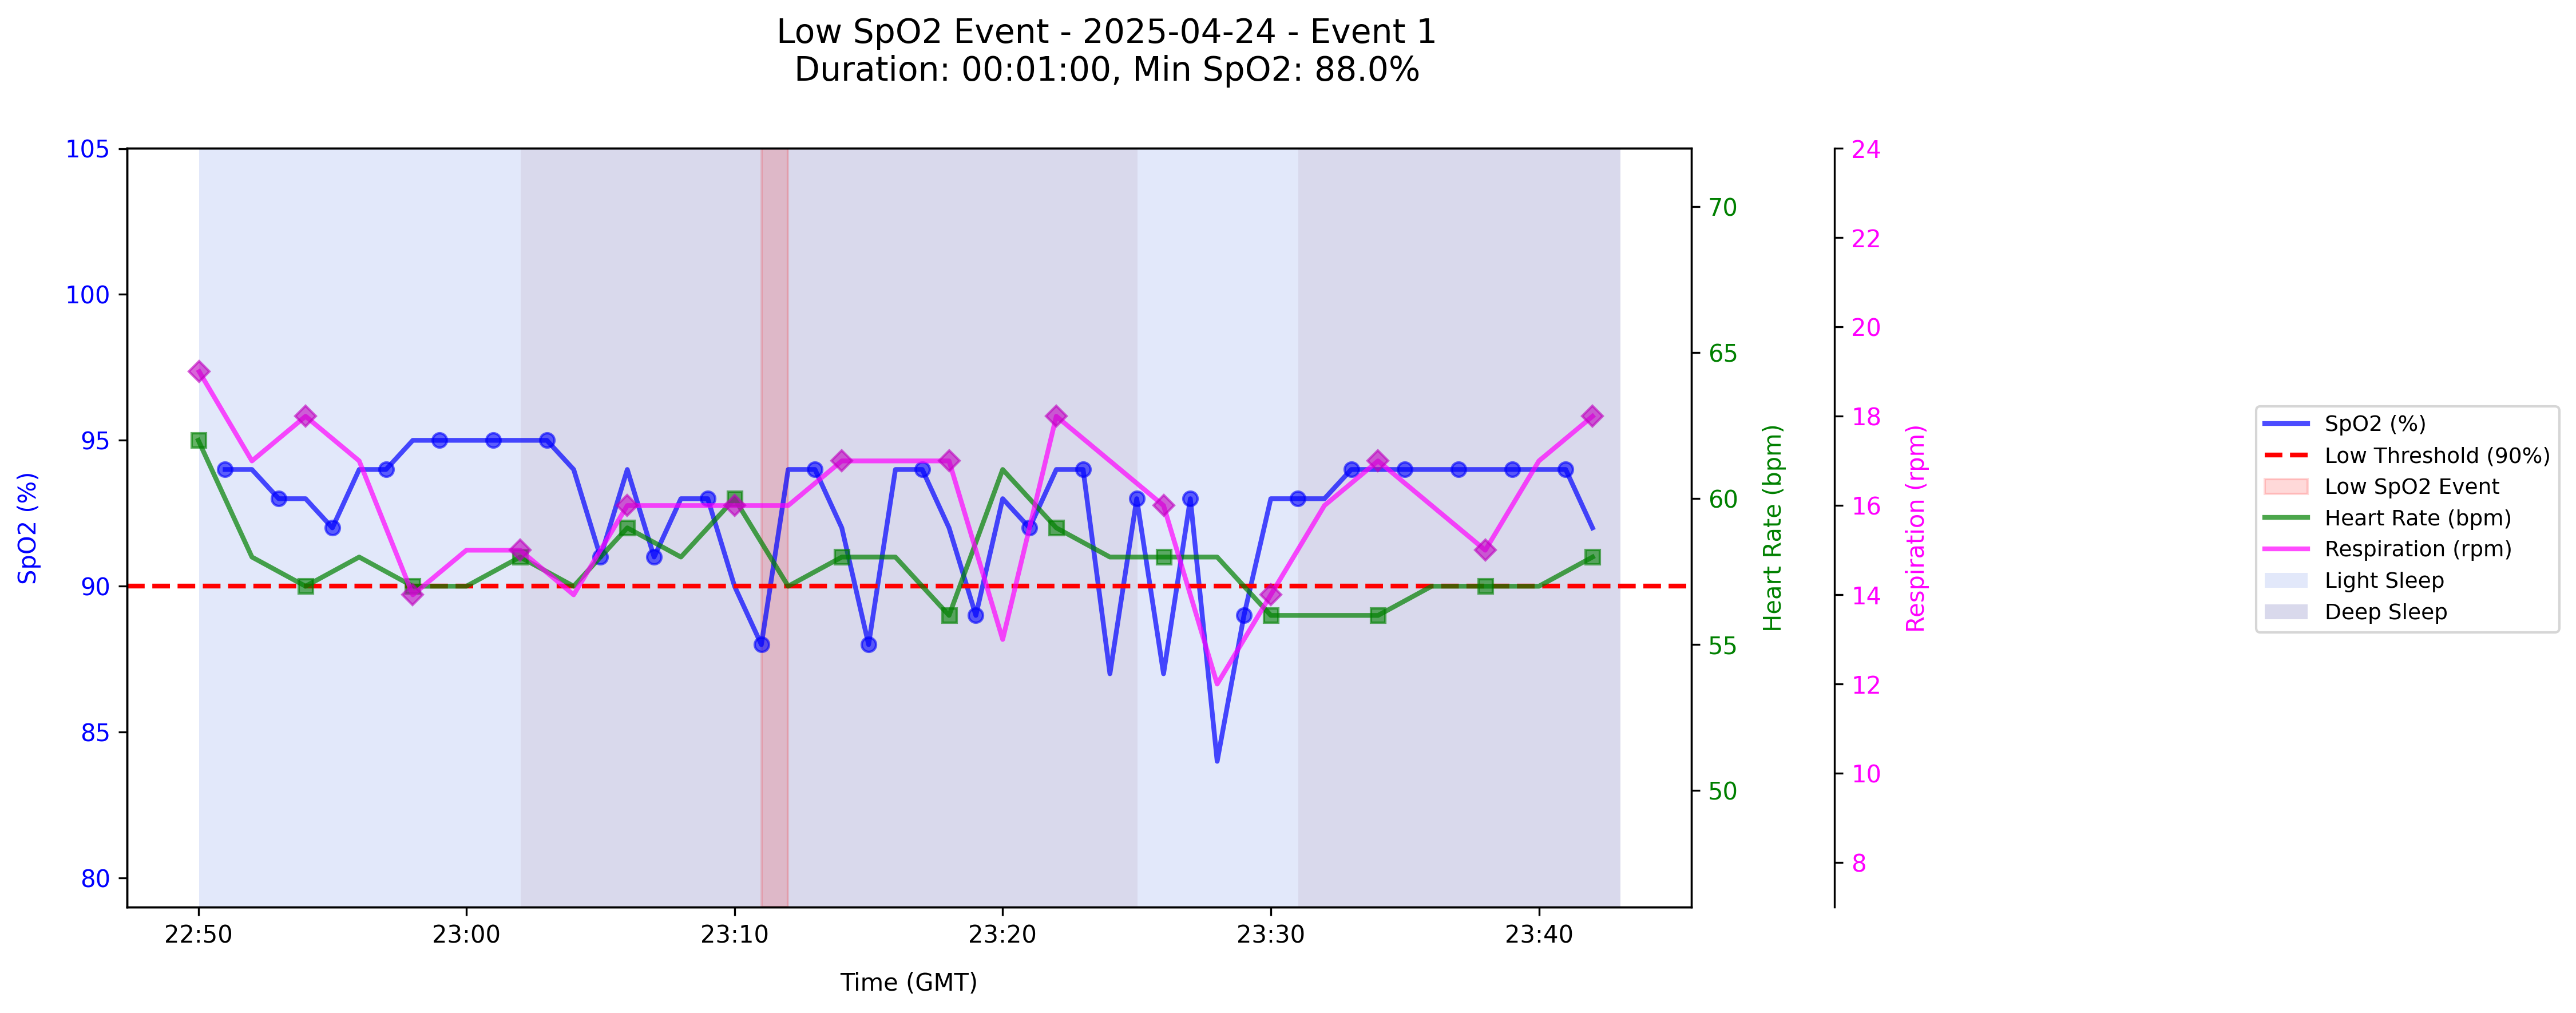 Low SpO2 Event - 2025-04-24 - Event 1
Duration: 00:01:00, Min SpO2: 88.0%
105
100
95
90
85
80
SpO2 (%)
22:50
23:00
23:10
23:20
23:30
23:40
Time (GMT)
70
65
60
55
50
Heart Rate (bpm)
24
22
20
18
16
14
12
10
8
Respiration (rpm)
SpO2 (%)
Low Threshold (90%)
Low SpO2 Event
Heart Rate (bpm)
Respiration (rpm)
Light Sleep
Deep Sleep